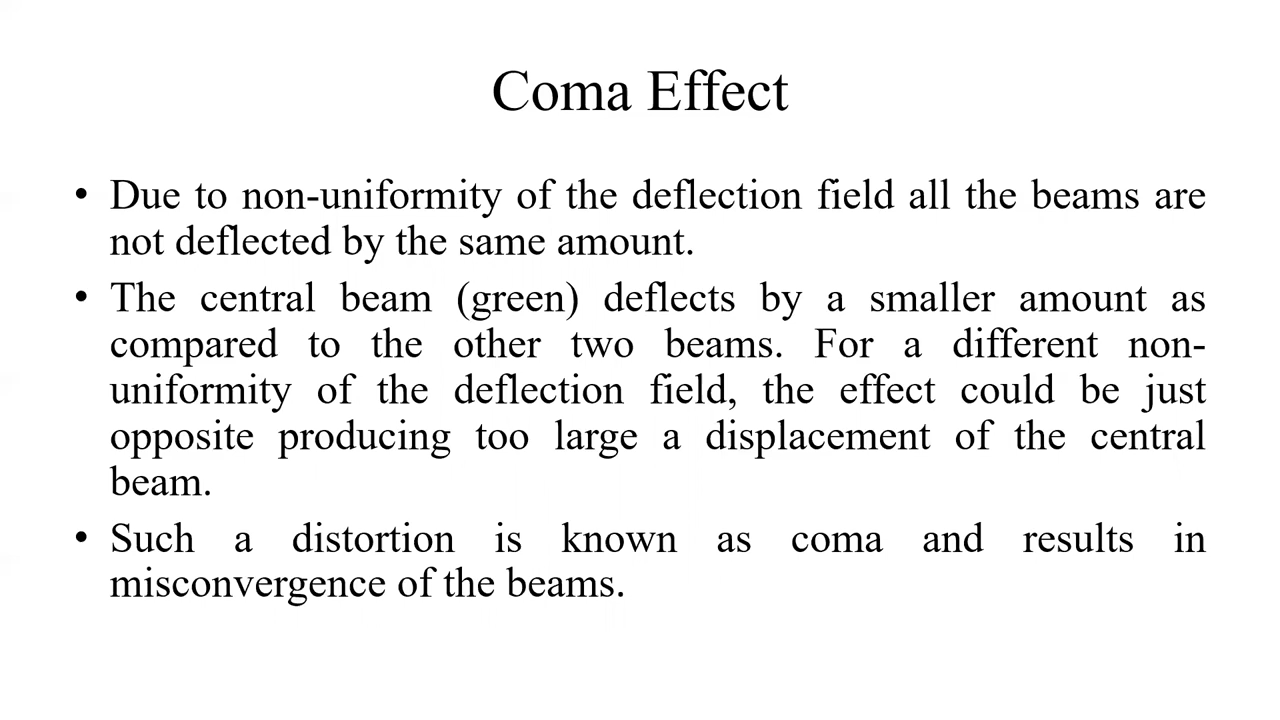 Coma Effect
• Due to non-uniformity of the deflection field all the beams are
not deflected by the same amount.
• The central beam (green) deflects by a smaller amount as
compared to the other two beams. For a different non-
uniformity of the deflection field, the effect could be just
opposite producing too large a displacement of the central
beam.
• Such a distortion is known as coma and results in
misconvergence of the beams.